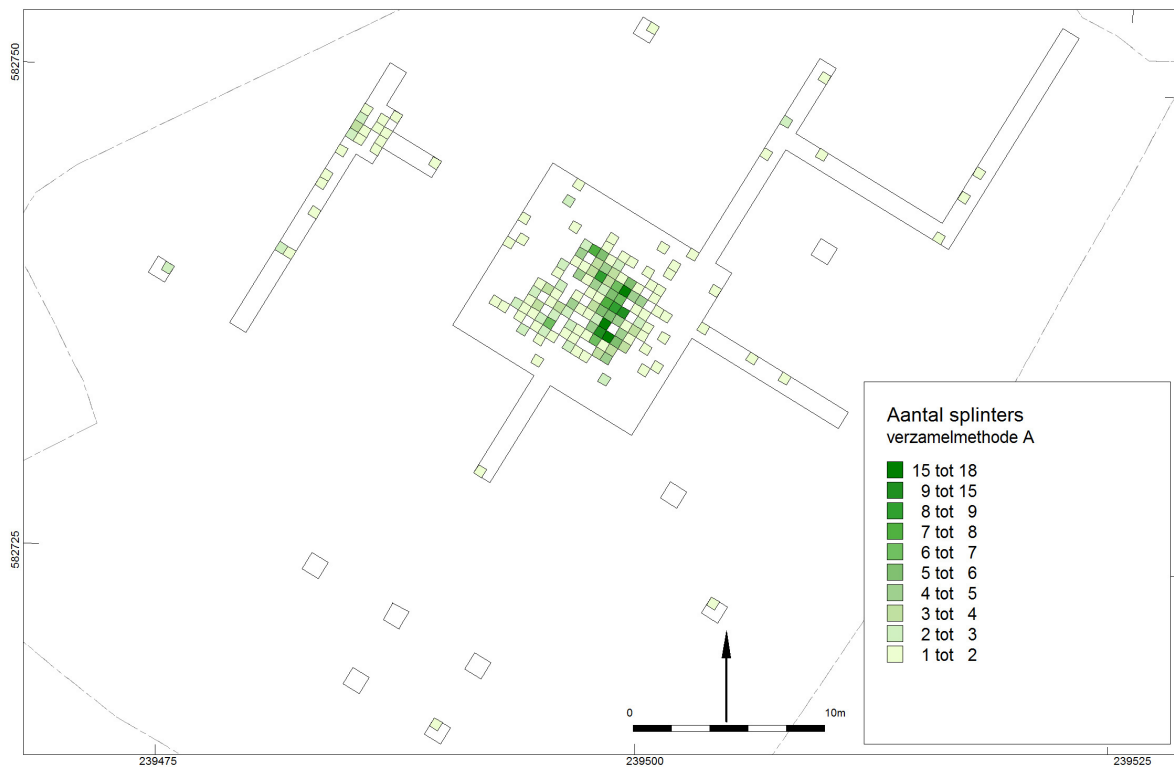 582750
582725
Aantal splinters
verzamelmethode A
15 tot 18
9 tot 15
8 tot 9
7 tot 8
6 tot 7
5 tot 6
4 tot 5
3 tot 4
2 tot 3
1 tot 2
0 10m
239475 239500 239525